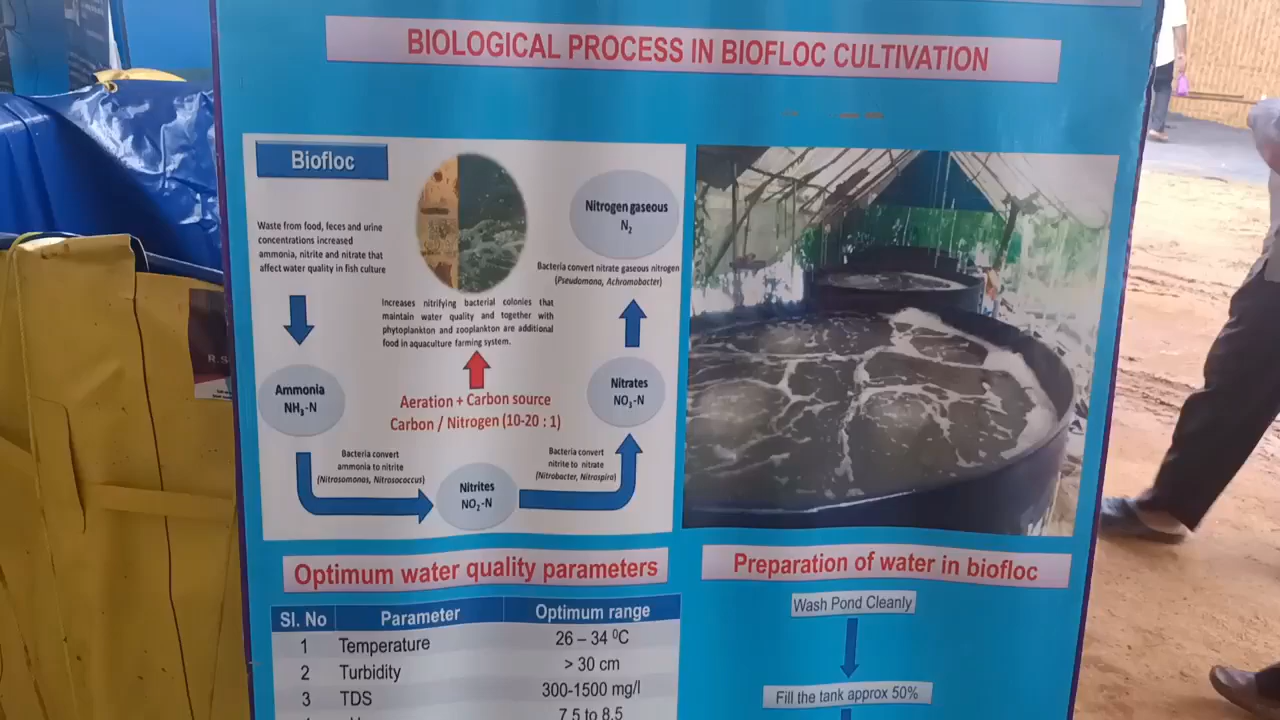 BIOLOGICAL PROCESS IN BIOFLOC CULTIVATION
Biofloc
Waste from food, feces and urine
concentrations increased
ammonia, nitrite and nitrate that
affect water quality in fish culture
Increases nitrifying bacterial colonies that
maintain water quality and together with
phytoplankton and zooplankton are additional
food in aquaculture farming system.
Nitrogen gaseous
N₂
Bacteria convert nitrate gaseous nitrogen
(Pseudomona, Achromobacter)
Ammonia
NH₃-N
Aeration + Carbon source
Carbon / Nitrogen (10-20 : 1)
Nitrates
NO₃-N
Bacteria convert
ammonia to nitrite
(Nitrosomonas, Nitrosococcus)
Nitrites
NO₂-N
Bacteria convert
nitrite to nitrate
(Nitrobacter, Nitraspira)
Optimum water quality parameters
Sl. No Parameter Optimum range
1 Temperature 26 – 34 ⁰C
2 Turbidity > 30 cm
3 TDS 300-1500 mg/l
7.5 to 8.5
Preparation of water in biofloc
Wash Pond Cleanly
Fill the tank approx 50%
R.S